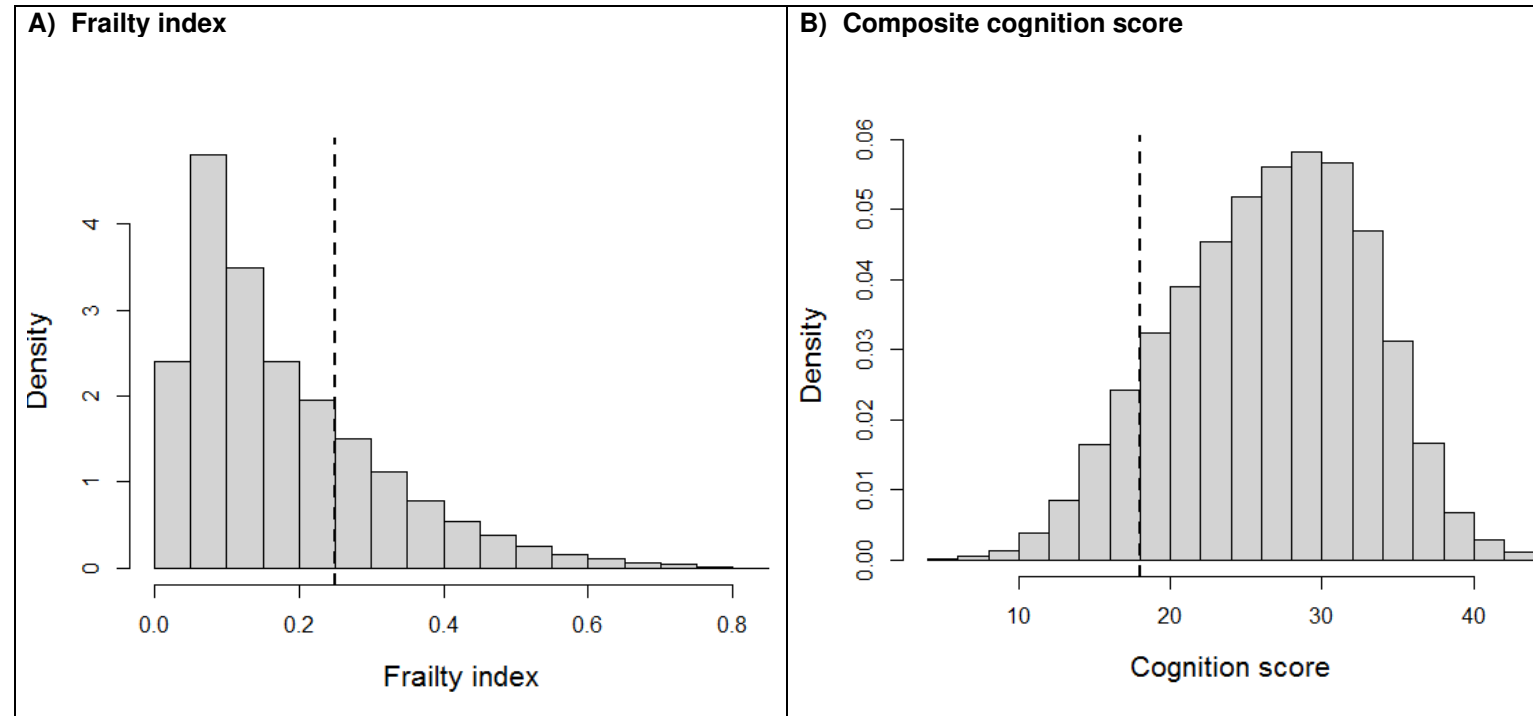 A) Frailty index
B) Composite cognition score
Density
4
3
2
1
0
0.0 0.2 0.4 0.6 0.8
Frailty index
Density
0.06
0.05
0.04
0.03
0.02
0.01
0.00
10 20 30 40
Cognition score